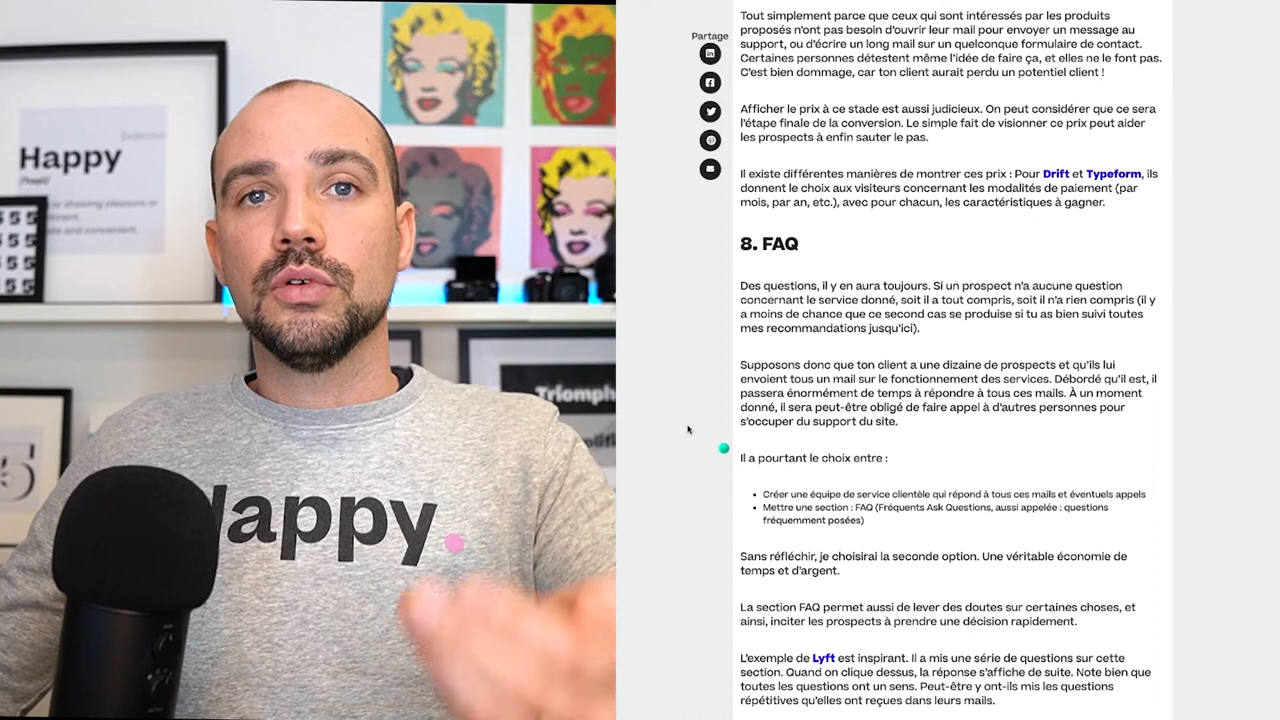 Happy
5 5 5
5 5
5 5
5 5
er showing pleasure or
and convenient.
Triomph
Happy.
Partage
Tout simplement parce que ceux qui sont intéressés par les produits
proposés n'ont pas besoin d'ouvrir leur mail pour envoyer un message au
support, ou d'écrire un long mail sur un quelconque formulaire de contact.
Certaines personnes détestent même l'idée de faire ça, et elles ne le font pas.
C'est bien dommage, car ton client aurait perdu un potentiel client !
Afficher le prix à ce stade est aussi judicieux. On peut considérer que ce sera
l'étape finale de la conversion. Le simple fait de visionner ce prix peut aider
les prospects à enfin sauter le pas.
Il existe différentes manières de montrer ces prix : Pour Drift et Typeform, ils
donnent le choix aux visiteurs concernant les modalités de paiement (par
mois, par an, etc.), avec pour chacun, les caractéristiques à gagner.
8. FAQ
Des questions, il y en aura toujours. Si un prospect n'a aucune question
concernant le service donné, soit il a tout compris, soit il n'a rien compris (il y
a moins de chance que ce second cas se produise si tu as bien suivi toutes
mes recommandations jusqu'ici).
Supposons donc que ton client a une dizaine de prospects et qu'ils lui
envoient tous un mail sur le fonctionnement des services. Débordé qu'il est, il
passera énormément de temps à répondre à tous ces mails. À un moment
donné, il sera peut-être obligé de faire appel à d'autres personnes pour
s'occuper du support du site.
Il a pourtant le choix entre :
• Créer une équipe de service clientèle qui répond à tous ces mails et éventuels appels
• Mettre une section : FAQ (Fréquents Ask Questions, aussi appelée : questions
fréquemment posées)
Sans réfléchir, je choisirai la seconde option. Une véritable économie de
temps et d'argent.
La section FAQ permet aussi de lever des doutes sur certaines choses, et
ainsi, inciter les prospects à prendre une décision rapidement.
L'exemple de Lyft est inspirant. Il a mis une série de questions sur cette
section. Quand on clique dessus, la réponse s'affiche de suite. Note bien que
toutes les questions ont un sens. Peut-être y ont-ils mis les questions
répétitives qu'elles ont reçues dans leurs mails.